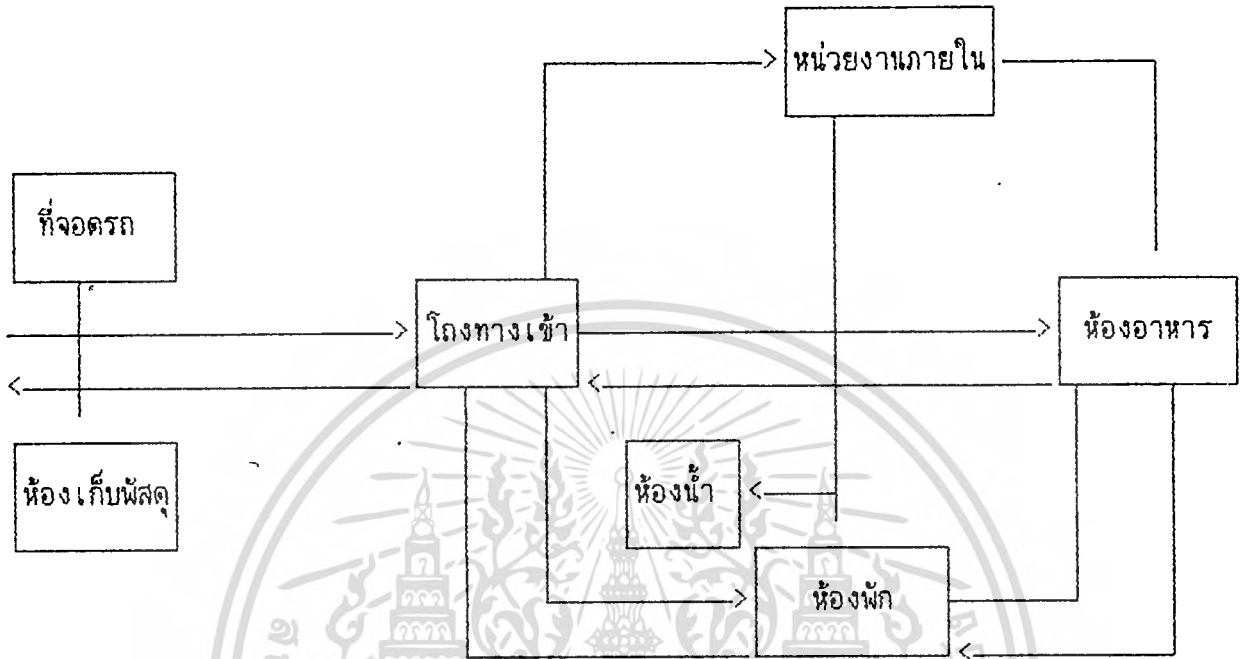 หน่วยงานภายใน
ที่จอดรถ
โถงทางเข้า
ห้องอาหาร
ห้องเก็บพัสดุ
ห้องน้ำ
ห้องพัก